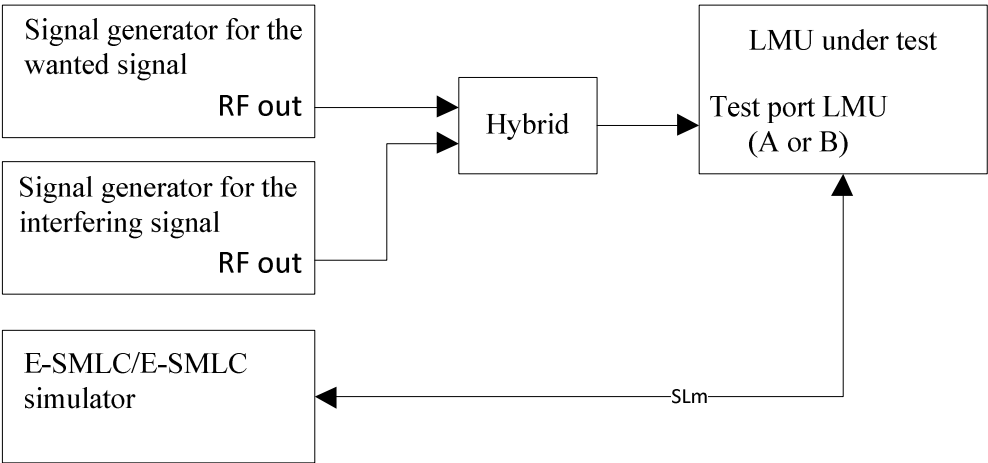 Signal generator for the
wanted signal
RF out
Signal generator for the
interfering signal
RF out
E-SMLC/E-SMLC
simulator
Hybrid
LMU under test
Test port LMU
(A or B)
SLm